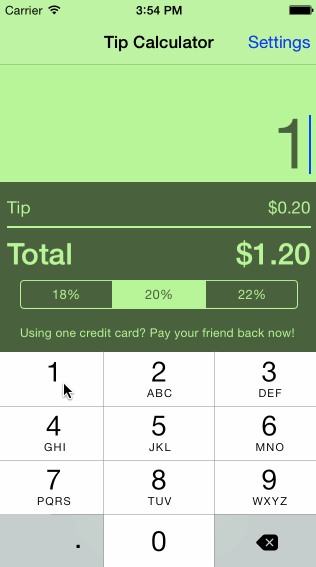 Carrier 3:54 PM
Tip Calculator Settings
1
Tip $0.20
Total $1.20
18% 20% 22%
Using one credit card? Pay your friend back now!
1 2 3
ABC DEF
4 5 6
GHI JKL MNO
7 8 9
PQRS TUV WXYZ
. 0